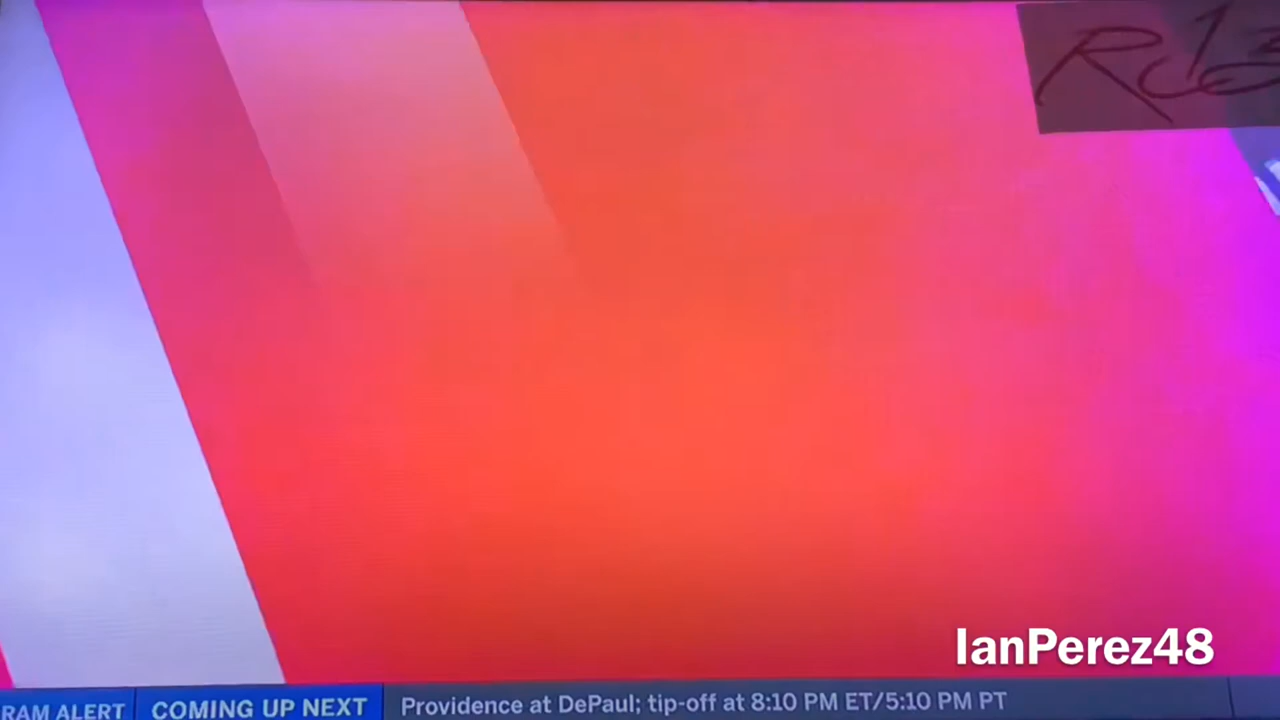 IanPerez48
RAM ALERT
COMING UP NEXT
Providence at DePaul; tip-off at 8:10 PM ET/5:10 PM PT